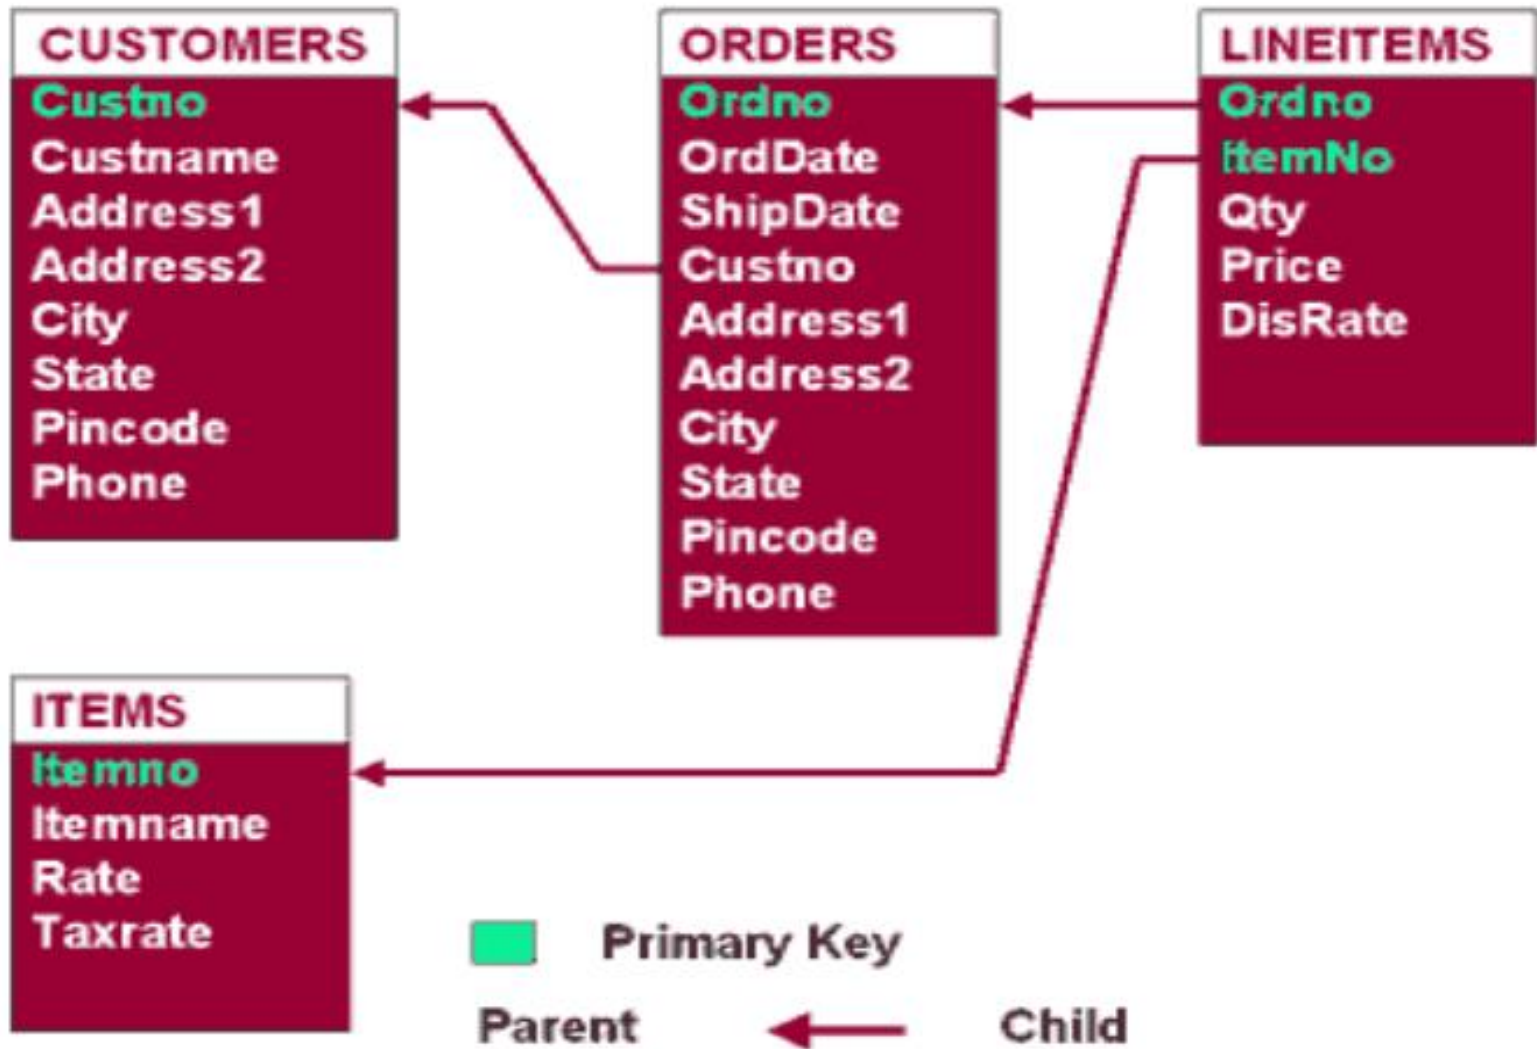 CUSTOMERS
Custno
Custname
Address1
Address2
City
State
Pincode
Phone
ORDERS
Ordno
OrdDate
ShipDate
Custno
Address1
Address2
City
State
Pincode
Phone
LINEITEMS
Ordno
ItemNo
Qty
Price
DisRate
ITEMS
Itemno
Itemname
Rate
Taxrate
Primary Key
Parent
Child